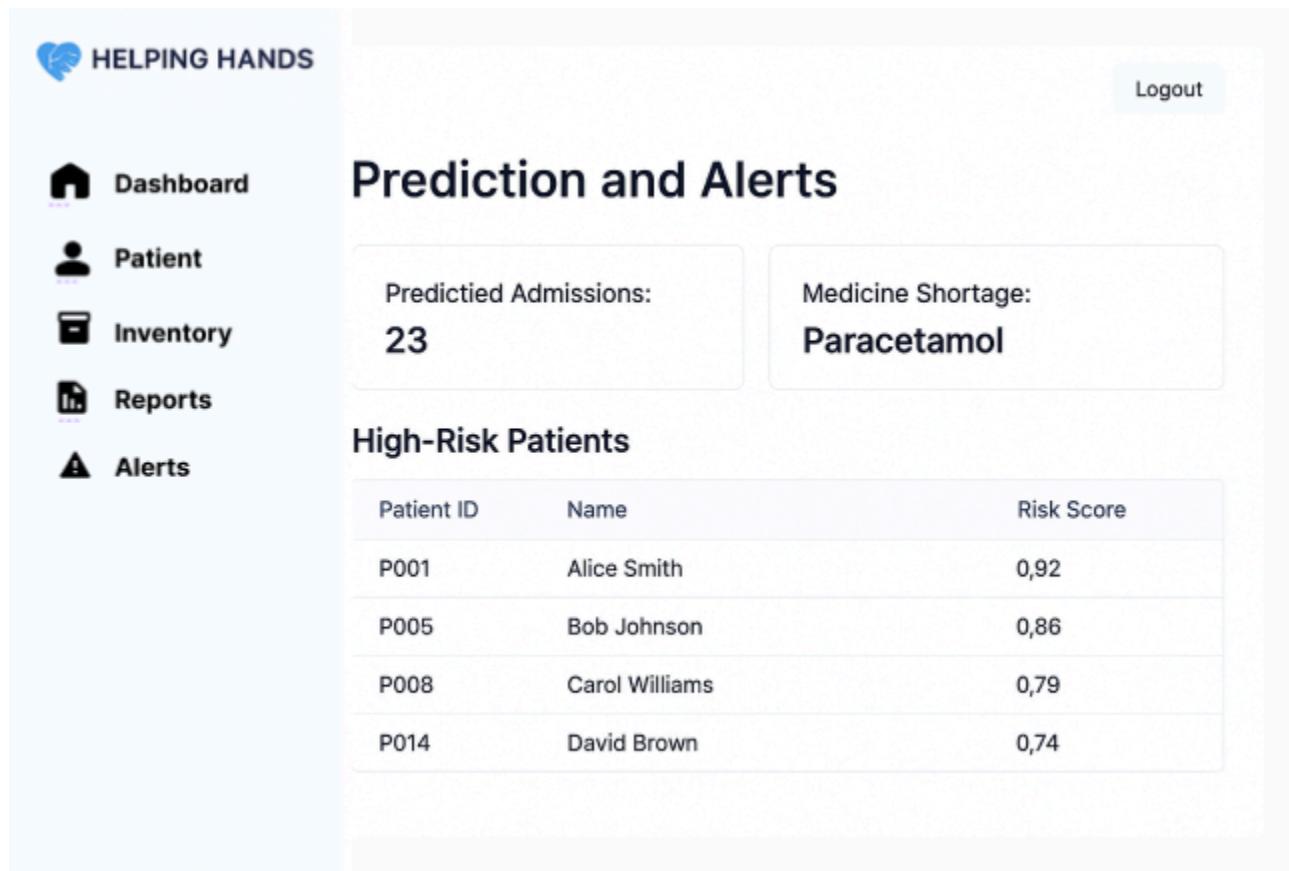 HELPING HANDS
Dashboard
Patient
Inventory
Reports
Alerts
Logout
Prediction and Alerts
Predictied Admissions:
23
Medicine Shortage:
Paracetamol
High-Risk Patients
Patient ID Name Risk Score
P001 Alice Smith 0,92
P005 Bob Johnson 0,86
P008 Carol Williams 0,79
P014 David Brown 0,74